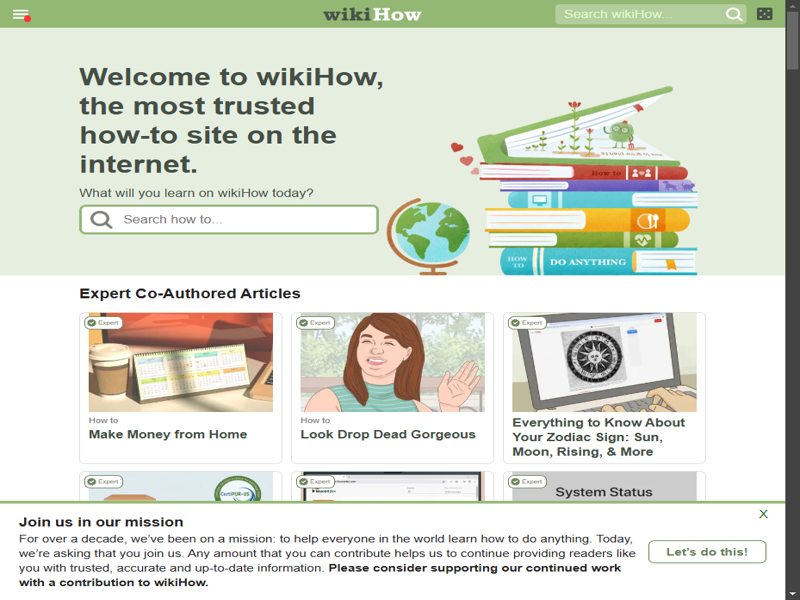 wikiHow
Search wikiHow...
Welcome to wikiHow,
the most trusted
how-to site on the
internet.
What will you learn on wikiHow today?
Search how to...
How to
HOW
TO
DO ANYTHING
Expert Co-Authored Articles
Expert
Expert
Expert
How to
Make Money from Home
How to
Look Drop Dead Gorgeous
Everything to Know About
Your Zodiac Sign: Sun,
Moon, Rising, & More
Expert
CertiPUR-US
Expert
Expert
System Status
Join us in our mission
X
For over a decade, we've been on a mission: to help everyone in the world learn how to do anything. Today,
we're asking that you join us. Any amount that you can contribute helps us to continue providing readers like
you with trusted, accurate and up-to-date information. Please consider supporting our continued work
with a contribution to wikiHow.
Let's do this!